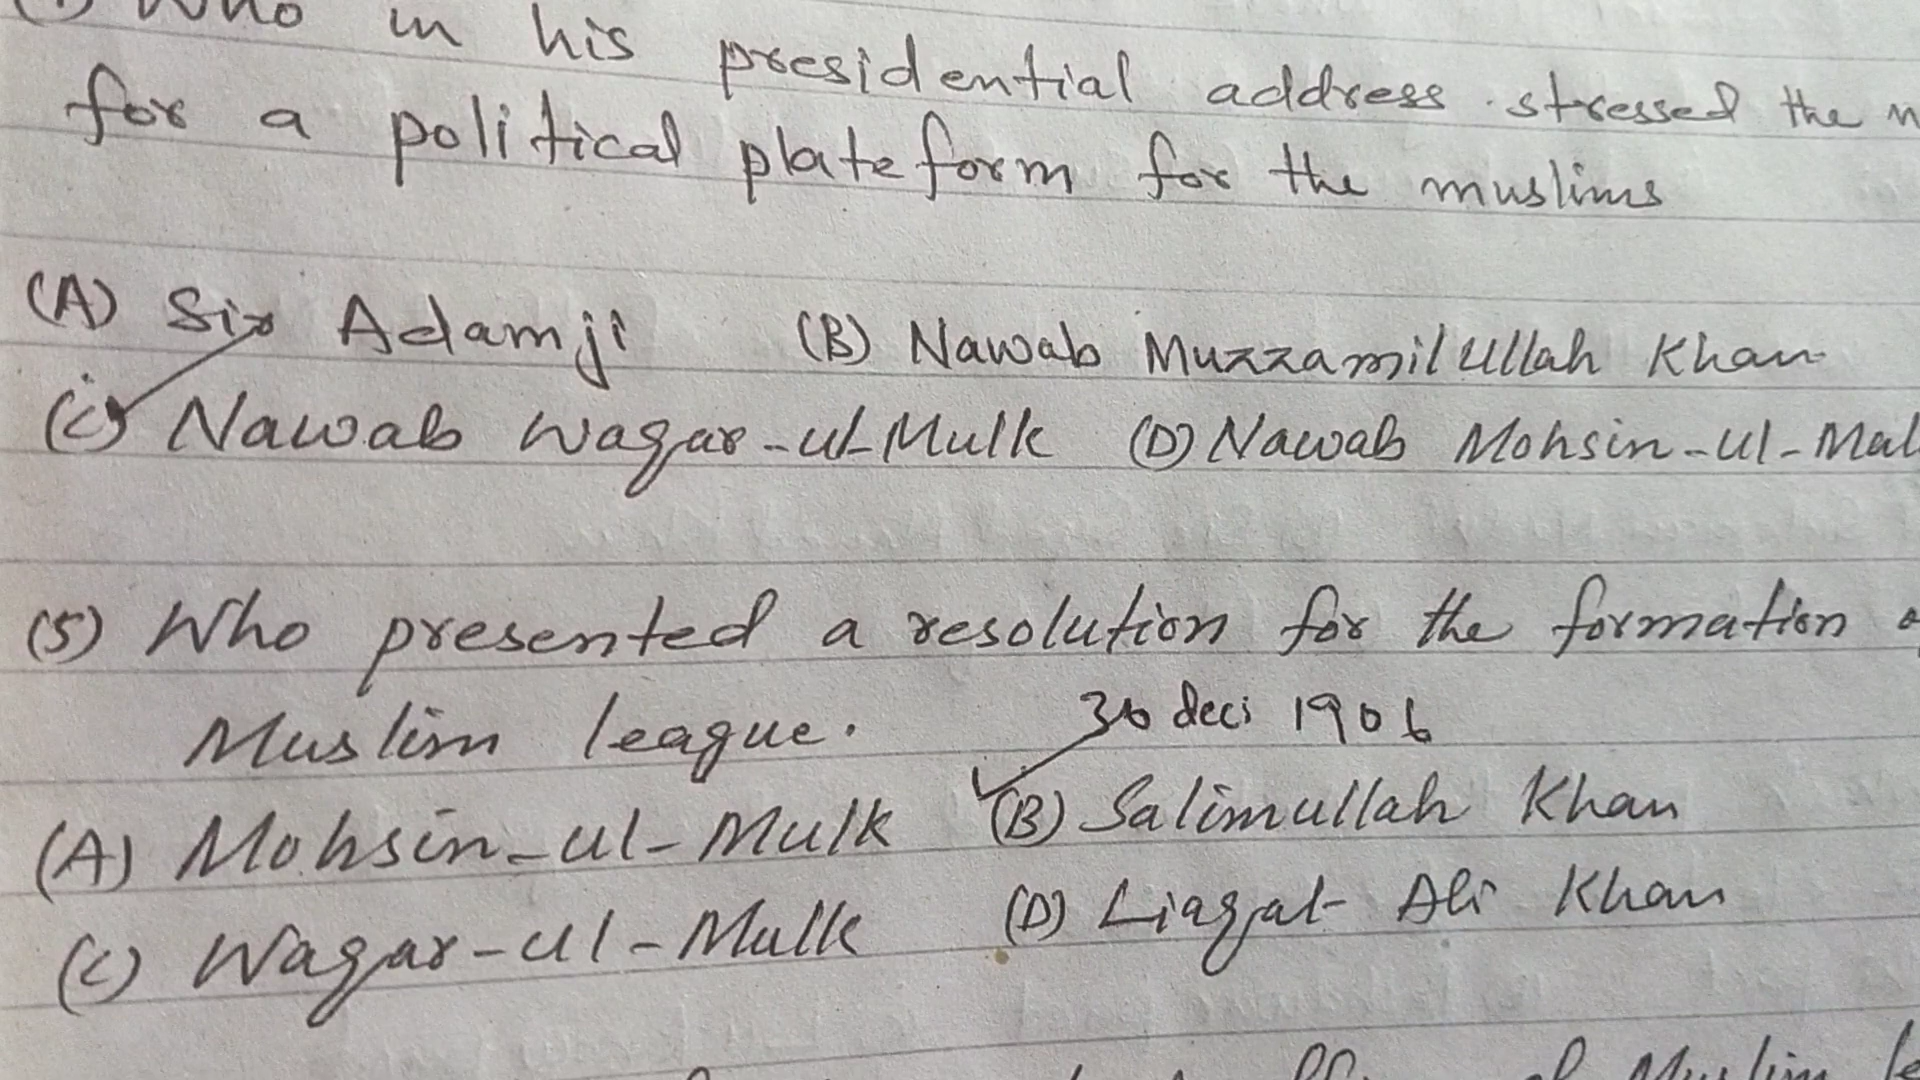 Who in his presidential address stressed the
for a political plateform for the muslims
(A) Sir Adamji (B) Nawab Muzzamilullah Khan
(C) Nawab Waqar-ul-Mulk (D) Nawab Mohsin-ul-Mul
(5) Who presented a resolution for the formation
Muslim league.
30 deci 1906
(A) Mohsin-ul-Mulk (B) Salimullah Khan
(C) Waqar-ul-Mulk (D) Liaqat Ali Khan
Muslim